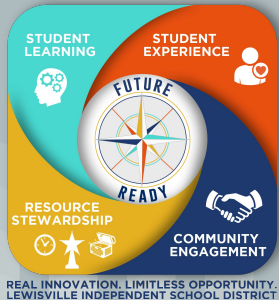 STUDENT
LEARNING
STUDENT
EXPERIENCE
FUTURE
READY
RESOURCE
STEWARDSHIP
COMMUNITY
ENGAGEMENT
REAL INNOVATION. LIMITLESS OPPORTUNITY.
LEWISVILLE INDEPENDENT SCHOOL DISTRICT